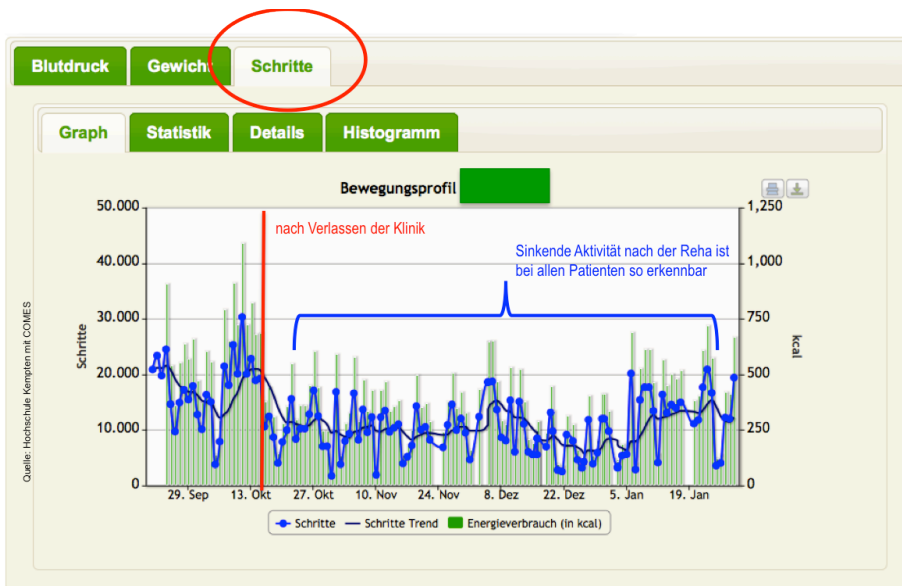 Blutdruck Gewicht Schritte
Graph Statistik Details Histogramm
Bewegungsprofil
50.000 1,250
nach Verlassen der Klinik
Sinkende Aktivität nach der Reha ist
bei allen Patienten so erkennbar
40.000 1,000
30.000 750
20.000 500
10.000 250
0 0
Schritte
kcal
29. Sep 13. Okt 27. Okt 10. Nov 24. Nov 8. Dez 22. Dez 5. Jan 19. Jan
Schritte Schritte Trend Energieverbrauch (in kcal)
Quelle: Hochschule Kempten mit COMES